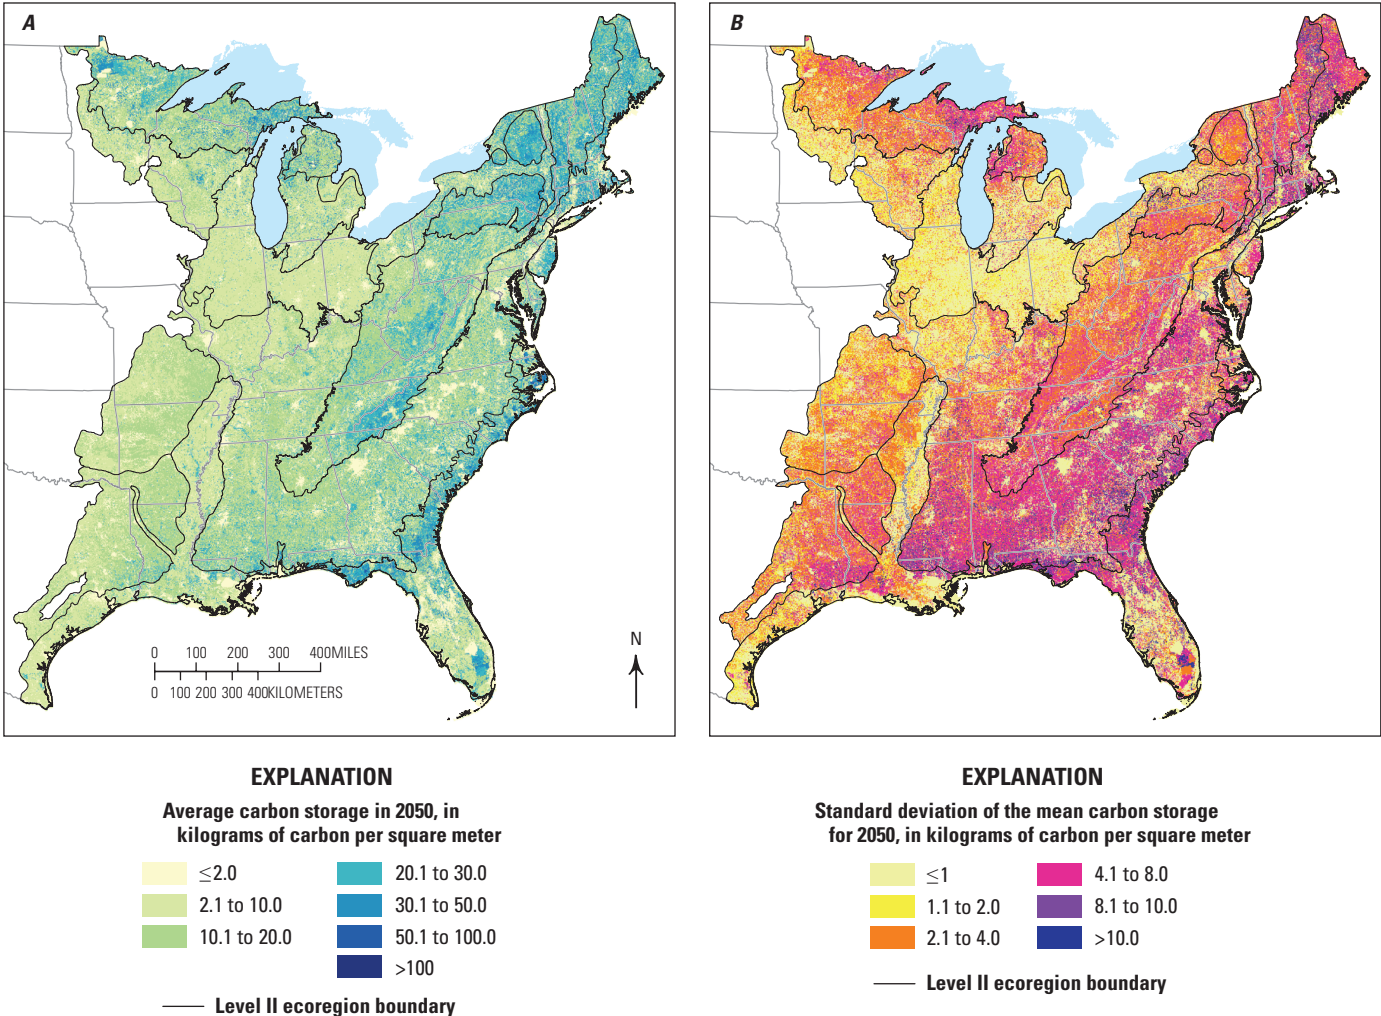 A
B
N
0 100 200 300 400 MILES
0 100 200 300 400 KILOMETERS
EXPLANATION
Average carbon storage in 2050, in
kilograms of carbon per square meter
≤2.0
2.1 to 10.0
10.1 to 20.0
20.1 to 30.0
30.1 to 50.0
50.1 to 100.0
>100
Level II ecoregion boundary
EXPLANATION
Standard deviation of the mean carbon storage
for 2050, in kilograms of carbon per square meter
≤1
1.1 to 2.0
2.1 to 4.0
4.1 to 8.0
8.1 to 10.0
>10.0
Level II ecoregion boundary